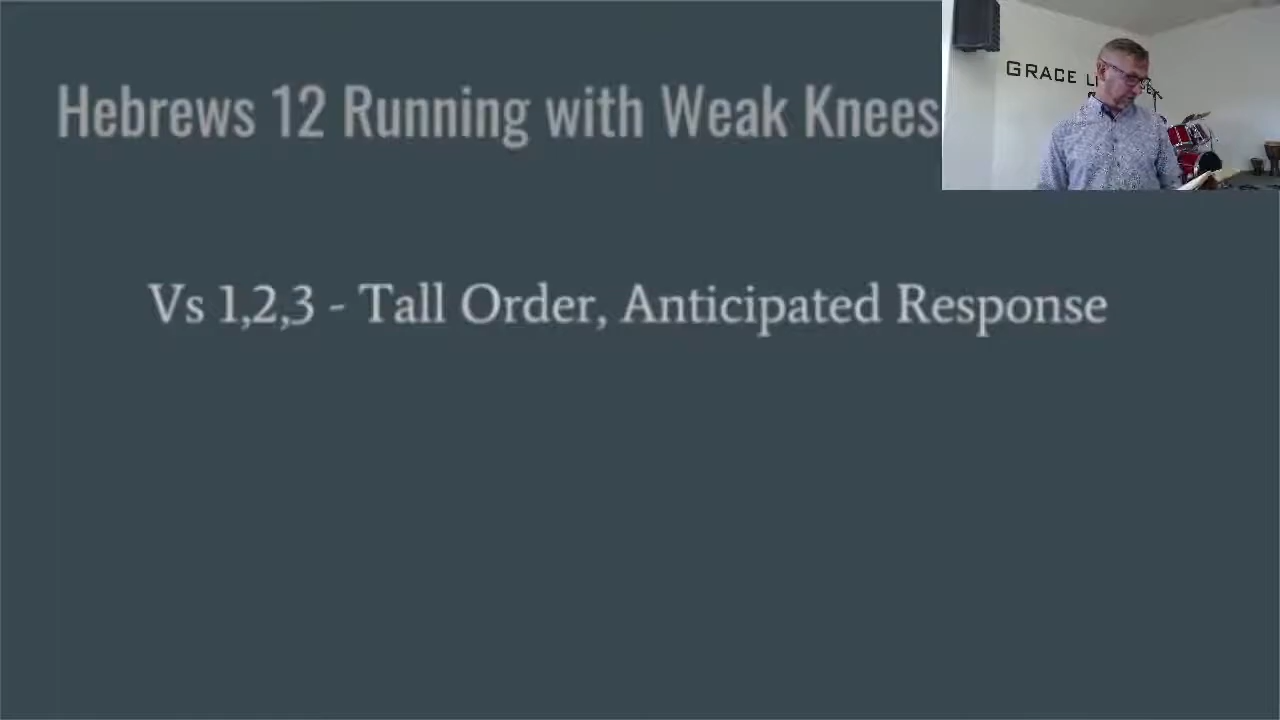 Hebrews 12 Running with Weak Knees
GRACE
Vs 1,2,3 - Tall Order, Anticipated Response